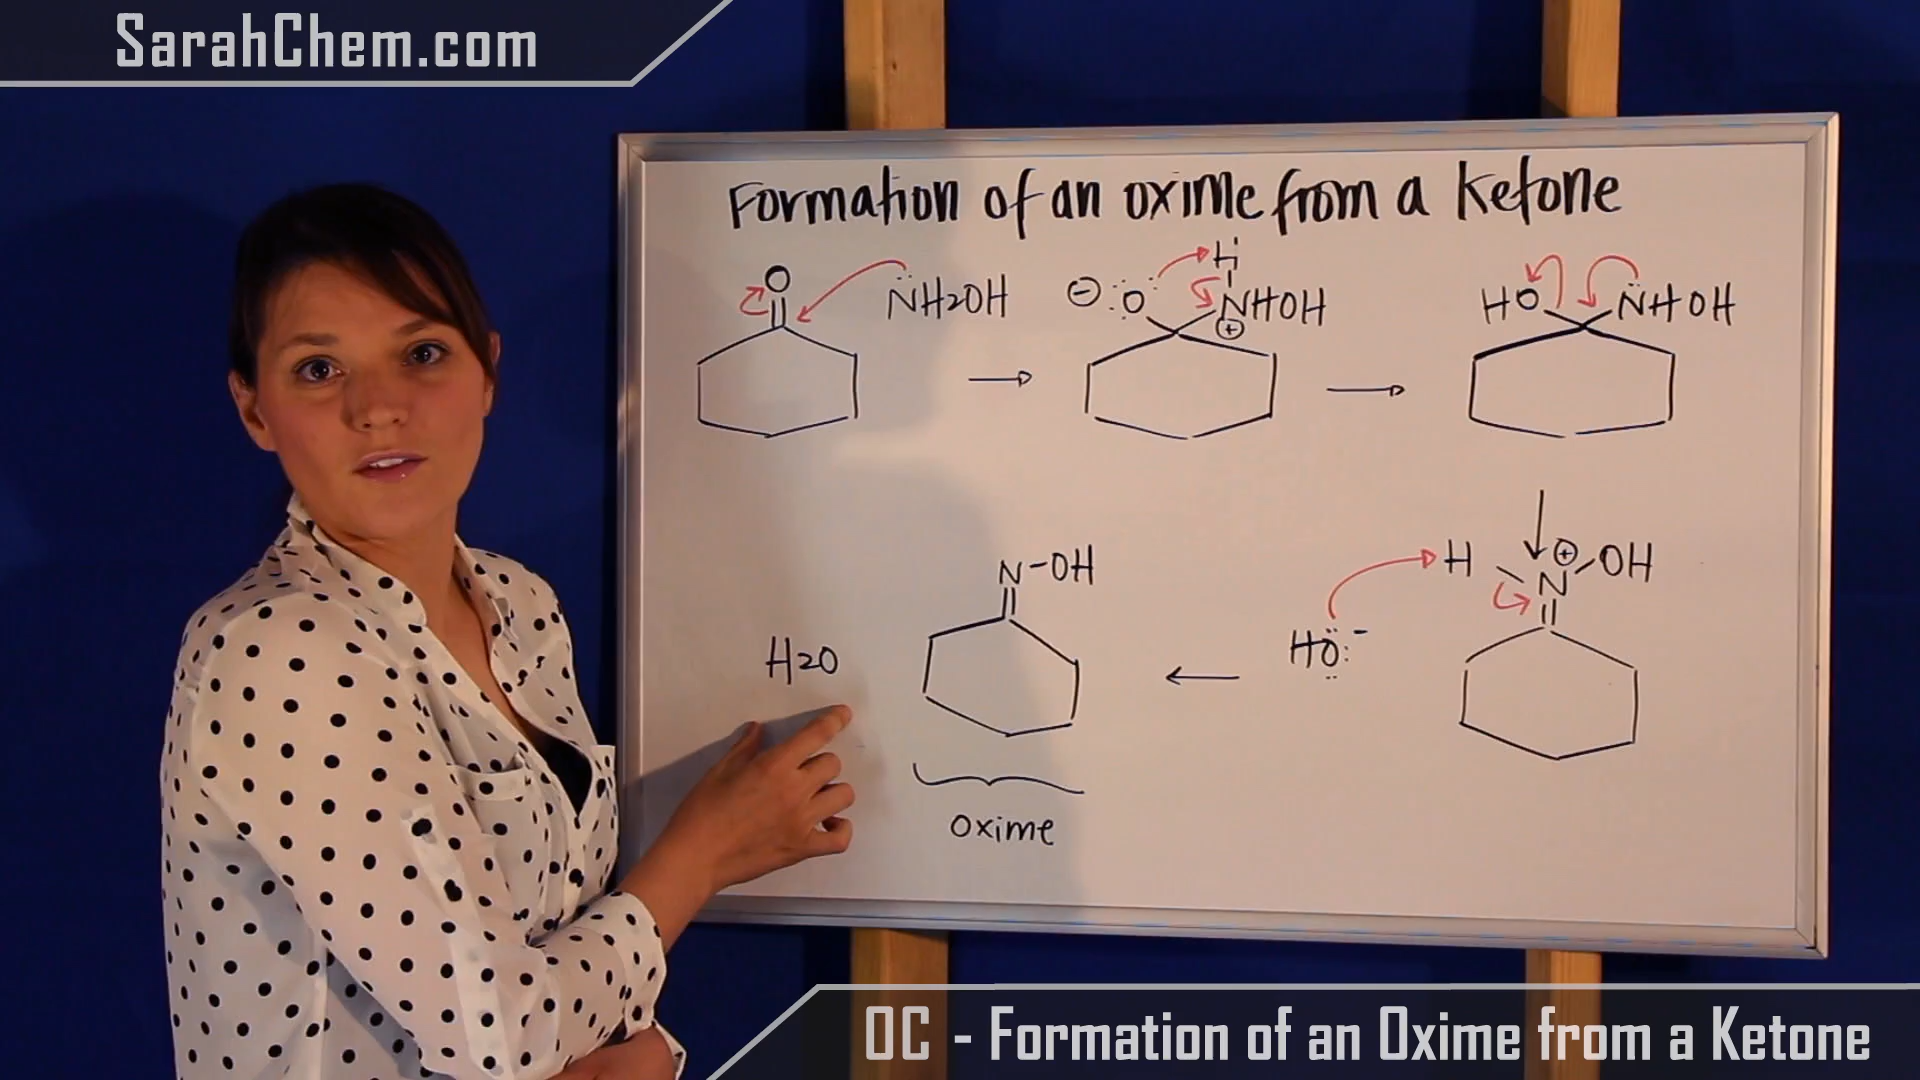 SarahChem.com
Formation of an oxime from a Ketone
O
NH2OH
⊖ O
H
NHOH
⊕
HO
NHOH
N-OH
H
⊕
N
OH
HO:⁻
H2O
oxime
OC - Formation of an Oxime from a Ketone